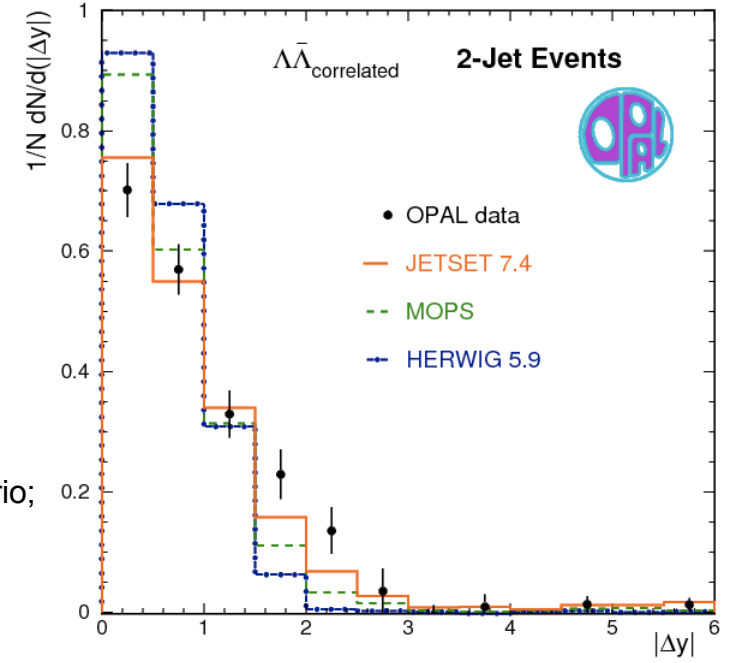 1
0.8
0.6
0.4
0.2
0
0 1 2 3 4 5 6
1/N dN/d(|Δy|)
ΛΛ̄correlated 2-Jet Events
OPAL
OPAL data
JETSET 7.4
MOPS
HERWIG 5.9
rio;
|Δy|